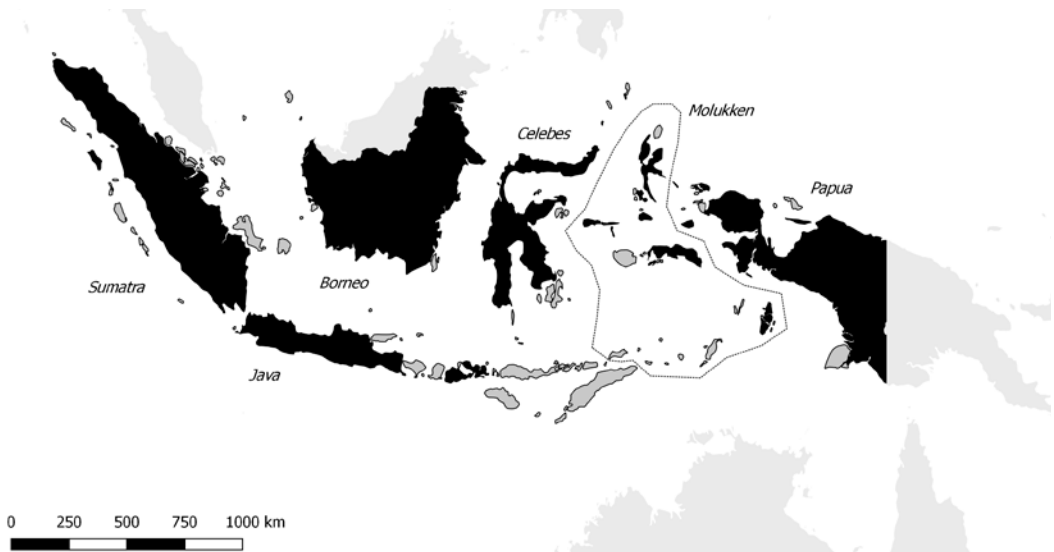 Molukken
Celebes
Papua
Sumatra
Borneo
Java
0 250 500 750 1000 km